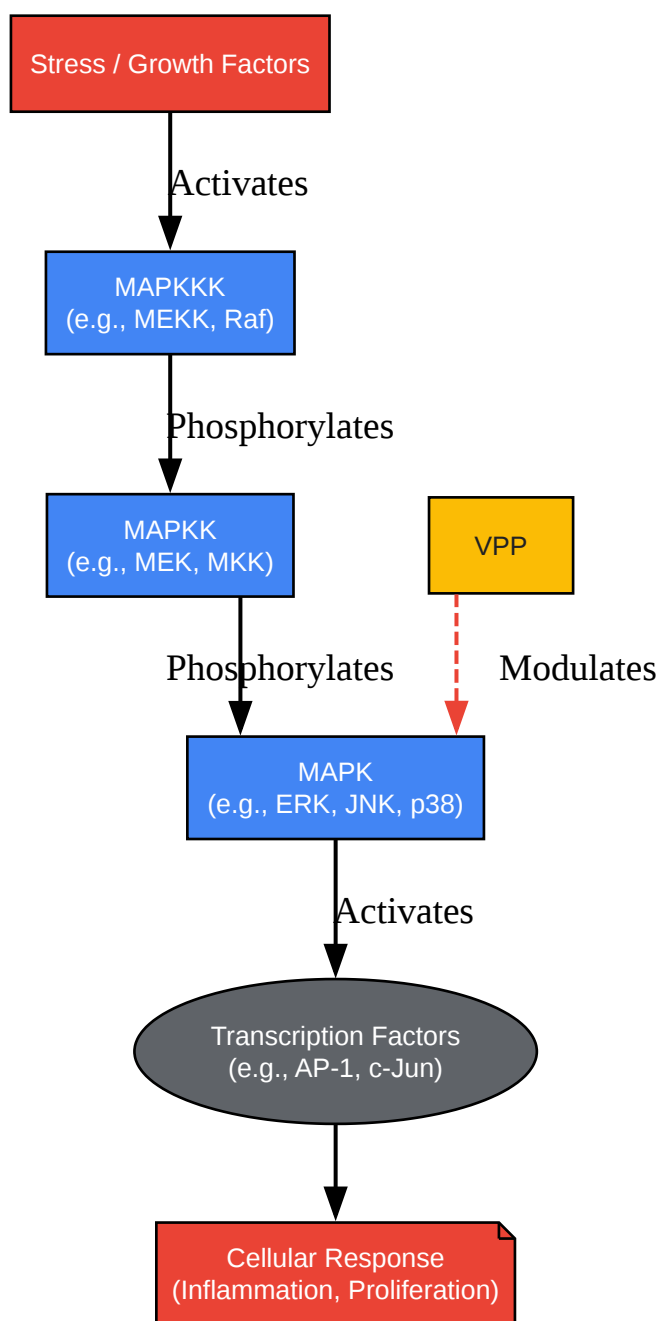 Stress / Growth Factors
Activates
MAPKKK
(e.g., MEKK, Raf)
Phosphorylates
MAPKK
(e.g., MEK, MKK)
VPP
Phosphorylates
Modulates
MAPK
(e.g., ERK, JNK, p38)
Activates
Transcription Factors
(e.g., AP-1, c-Jun)
Cellular Response
(Inflammation, Proliferation)